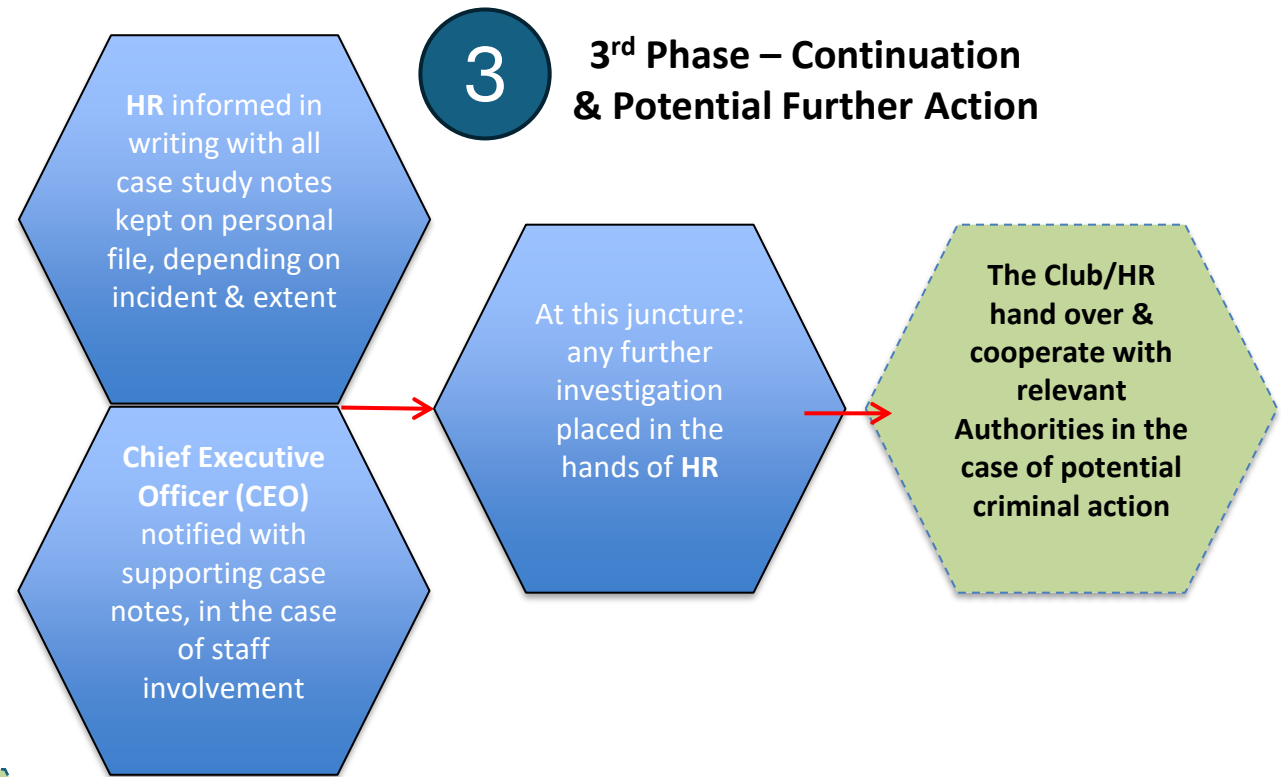 3
3rd Phase – Continuation
& Potential Further Action
HR informed in
writing with all
case study notes
kept on personal
file, depending on
incident & extent
Chief Executive
Officer (CEO)
notified with
supporting case
notes, in the case
of staff
involvement
At this juncture:
any further
investigation
placed in the
hands of HR
The Club/HR
hand over &
cooperate with
relevant
Authorities in the
case of potential
criminal action